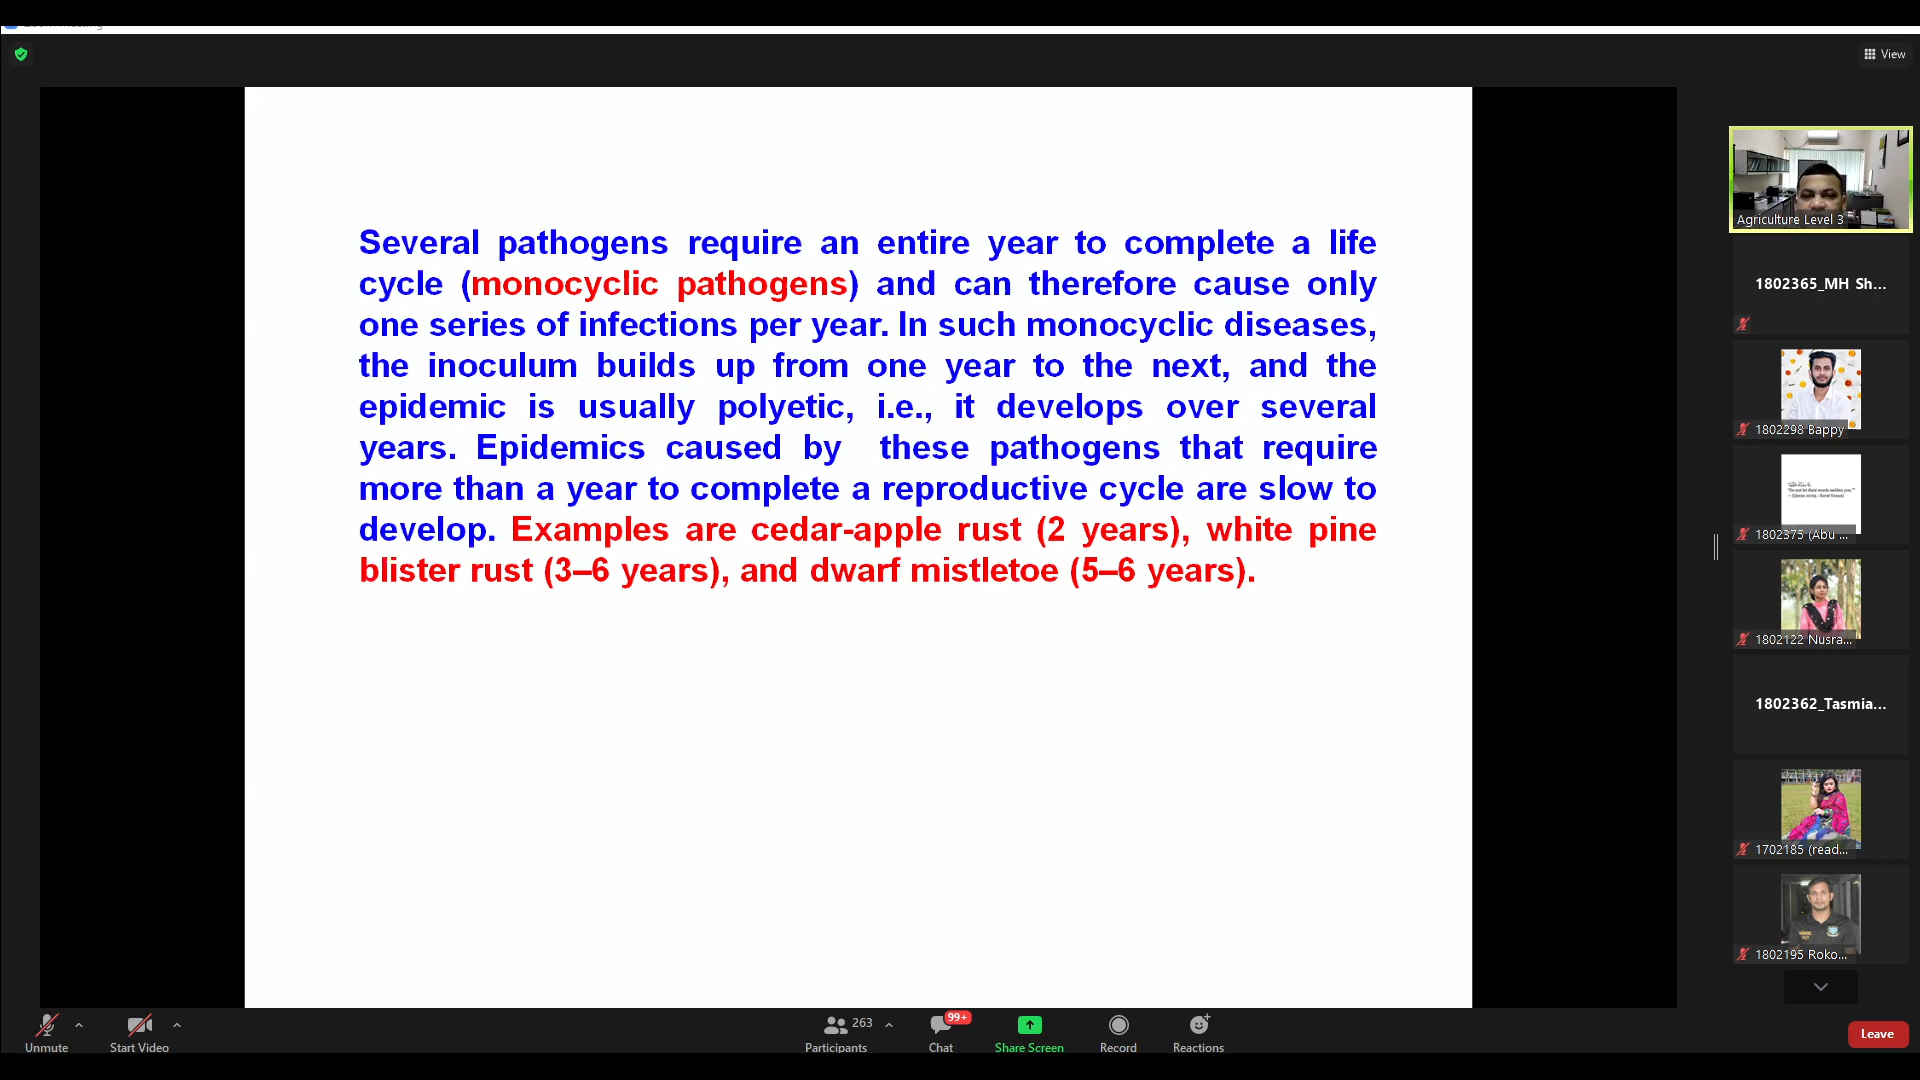 View
Several pathogens require an entire year to complete a life
cycle (monocyclic pathogens) and can therefore cause only
one series of infections per year. In such monocyclic diseases,
the inoculum builds up from one year to the next, and the
epidemic is usually polyetic, i.e., it develops over several
years. Epidemics caused by these pathogens that require
more than a year to complete a reproductive cycle are slow to
develop. Examples are cedar-apple rust (2 years), white pine
blister rust (3–6 years), and dwarf mistletoe (5–6 years).
Agriculture Level 3
1802365_MH Sh...
1802298 Bappy
1802375 (Abu ...
1802122 Nusra...
1802362_Tasmia...
1702185 (read...
1802195 Roko...
Unmute
Start Video
263
Participants
99+
Chat
Share Screen
Record
Reactions
Leave